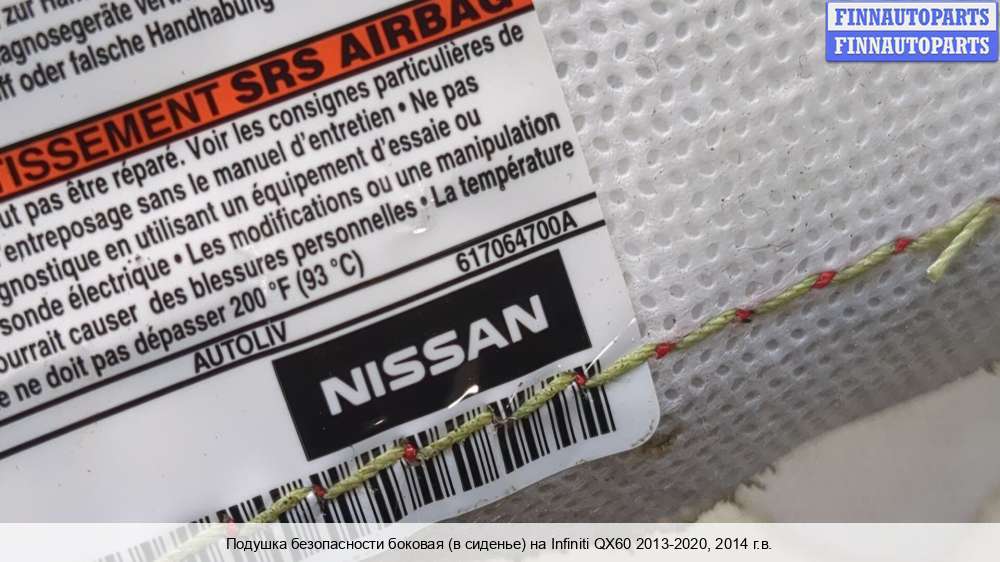 zur Han
agnosegeräte verw
ff oder falsche Handhabung
TISSEMENT SRS AIRBAG
ut pas être réparé. Voir les consignes particulières de
'entreposage sans le manuel d'entretien • Ne pas
gnostique en utilisant un équipement d'essaie ou
sonde électrique • Les modifications ou une manipulation
ourrait causer des blessures personnelles • La température
e ne doit pas dépasser 200 °F (93 °C)
AUTOLIV 617064700A
NISSAN
FINNAUTOPARTS
FINNAUTOPARTS
Подушка безопасности боковая (в сиденье) на Infiniti QX60 2013-2020, 2014 г.в.